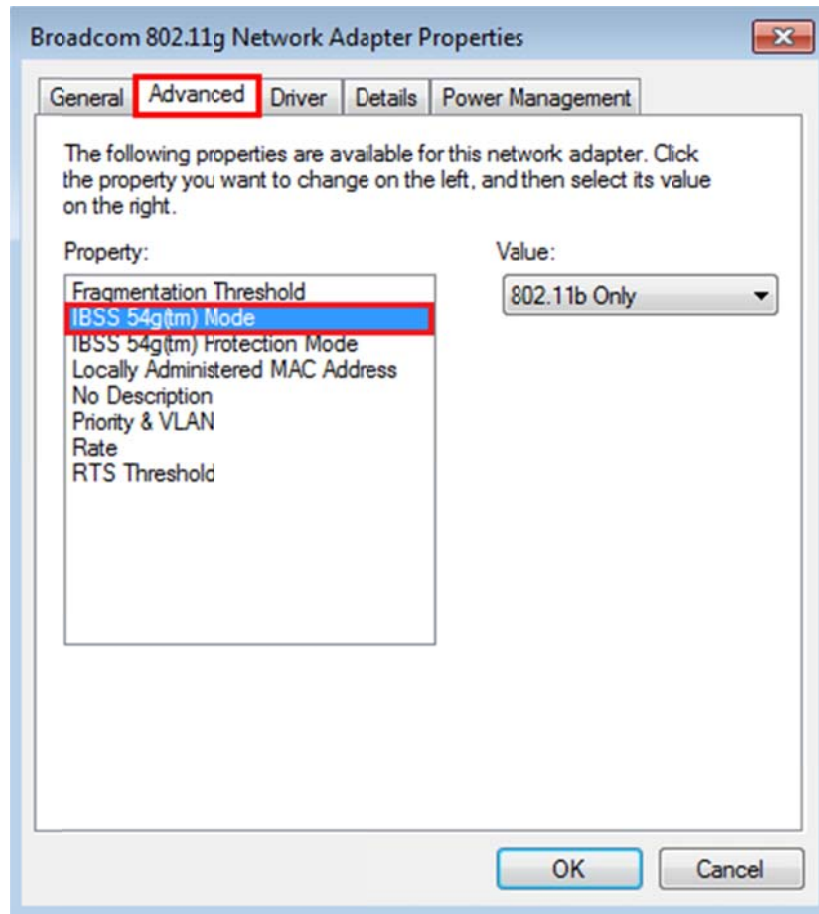 Broadcom 802.11g Network Adapter Properties
General Advanced Driver Details Power Management
The following properties are available for this network adapter. Click
the property you want to change on the left, and then select its value
on the right.
Property:
Value:
Fragmentation Threshold
802.11b Only
IBSS 54g(tm) Mode
IBSS 54g(tm) Protection Mode
Locally Administered MAC Address
No Description
Priority & VLAN
Rate
RTS Threshold
OK
Cancel